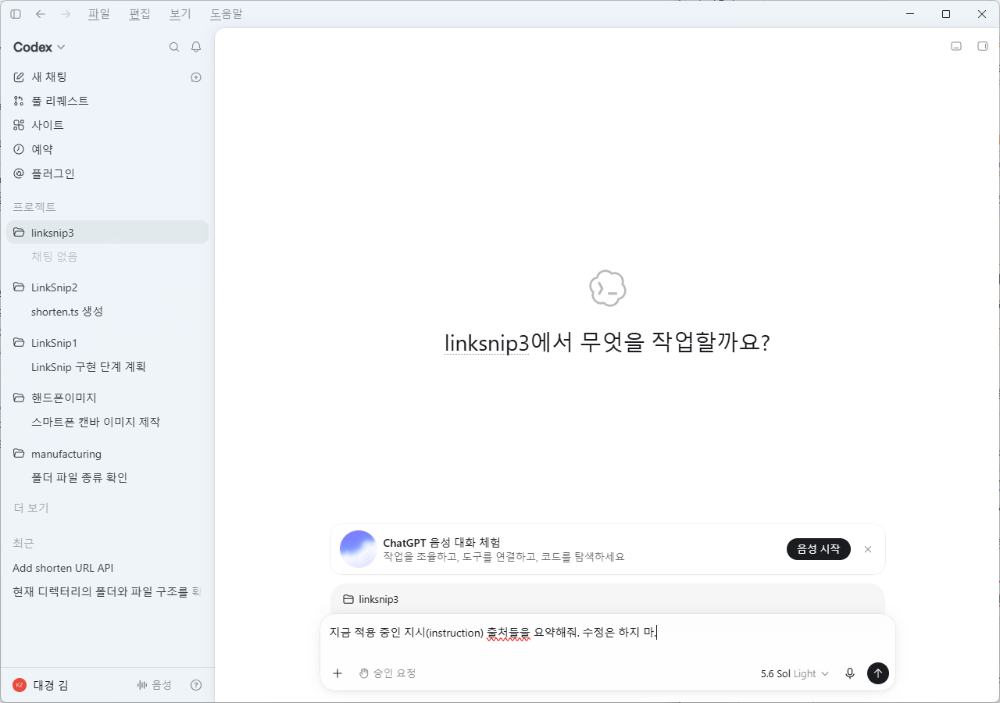 파일 편집 보기 도움말
Codex
새 채팅
풀 리퀘스트
사이트
예약
플러그인
프로젝트
linksnip3
채팅 없음
LinkSnip2
shorten.ts 생성
LinkSnip1
LinkSnip 구현 단계 계획
핸드폰이미지
스마트폰 캔바 이미지 제작
manufacturing
폴더 파일 종류 확인
더 보기
최근
Add shorten URL API
현재 디렉터리의 폴더와 파일 구조를 확
KZ 대경 김 음성
linksnip3에서 무엇을 작업할까요?
ChatGPT 음성 대화 체험
작업을 조율하고, 도구를 연결하고, 코드를 탐색하세요
음성 시작
linksnip3
지금 적용 중인 지시(instruction) 출처들을 요약해줘. 수정은 하지 마.
승인 요청
5.6 Sol Light